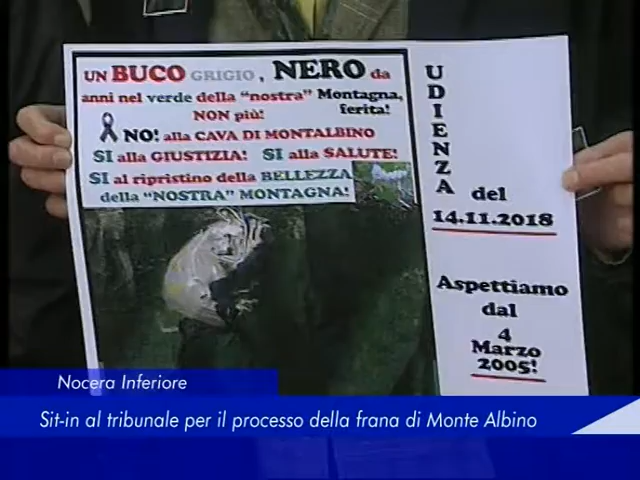 UN BUCO GRIGIO, NERO da
anni nel verde della "nostra" Montagna,
ferita!
NON più!
NO! alla CAVA DI MONTALBINO
SI alla GIUSTIZIA! SI alla SALUTE!
SI al ripristino della BELLEZZA
della "NOSTRA" MONTAGNA!
UDIENZA
del
14.11.2018
Aspettiamo
dal
4
Marzo
2005!
Nocera Inferiore
Sit-in al tribunale per il processo della frana di Monte Albino